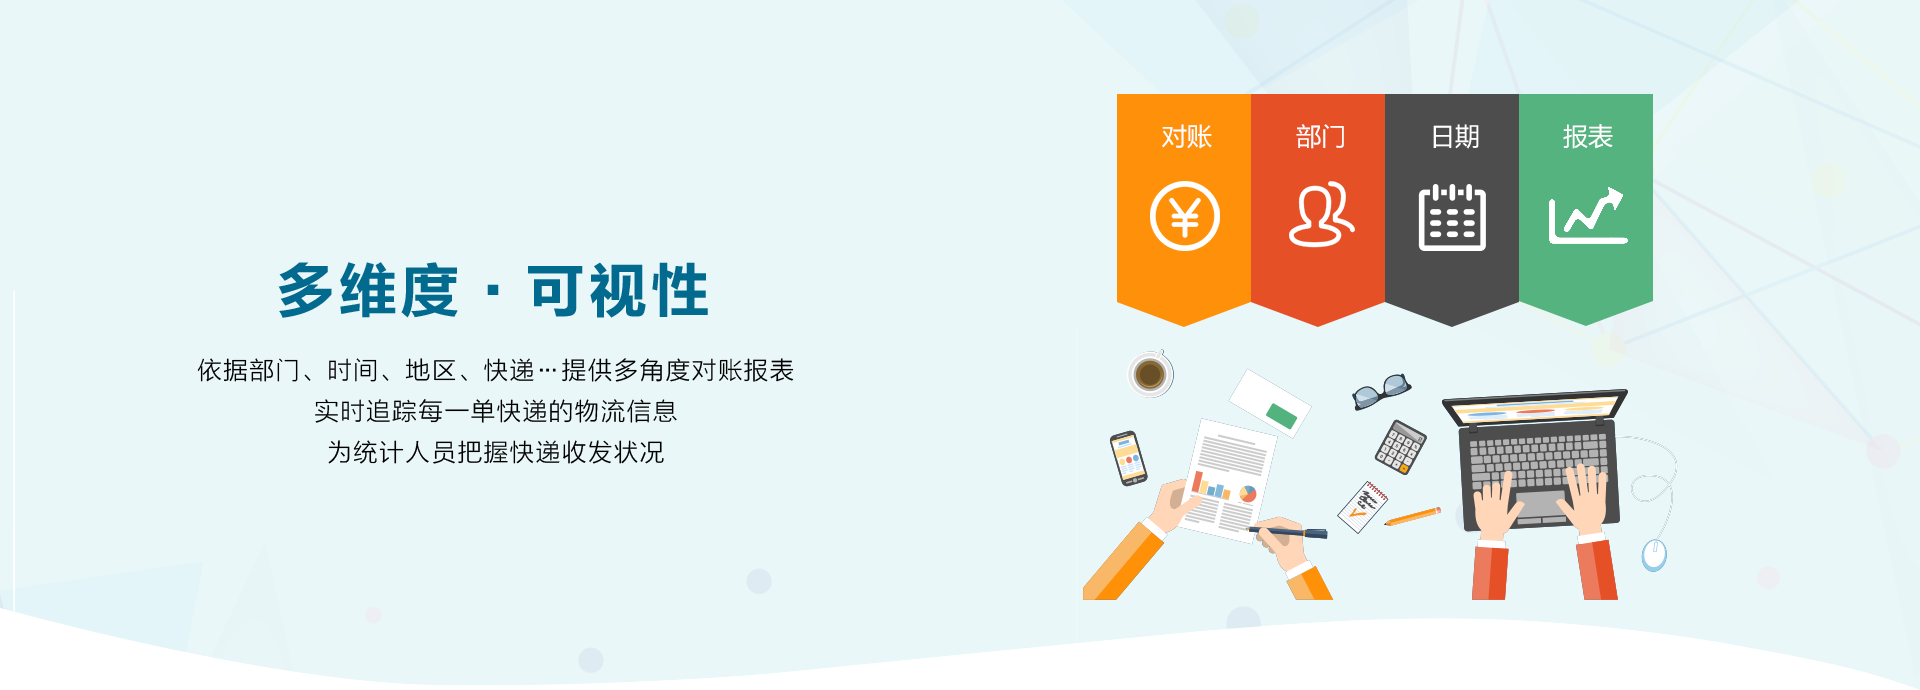 对账
部门
日期
报表
多维度·可视性
依据部门、时间、地区、快递…提供多角度对账报表
实时追踪每一单快递的物流信息
为统计人员把握快递收发状况